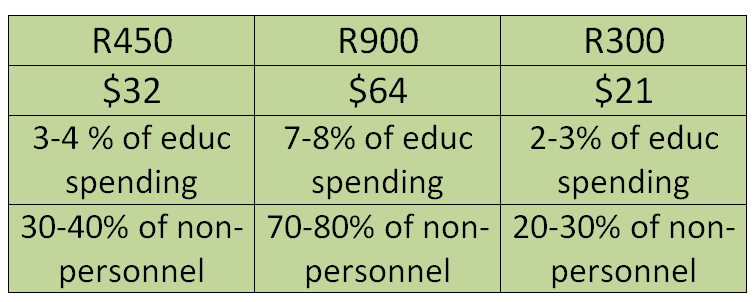 R450 R900 R300
$32 $64 $21
3-4 % of educ spending 7-8% of educ spending 2-3% of educ spending
30-40% of non-personnel 70-80% of non-personnel 20-30% of non-personnel